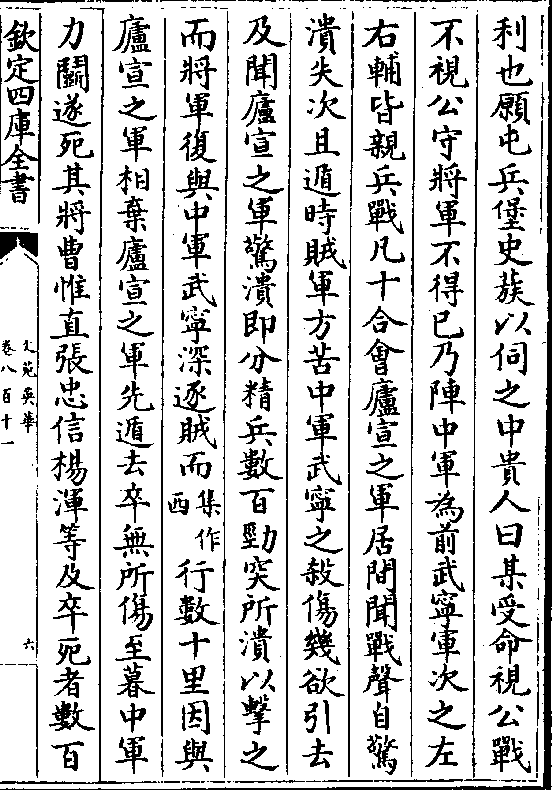 利也願屯兵堡史蔟以伺之中貴人曰某受命視公戰
不視公守將軍不得已乃陣中軍為前武寧軍次之左
右輔皆親兵戰凡十合會廬宣之軍居間聞戰聲自驚
潰失次且遁時賊軍方苦中軍武寧之殺傷幾欲引去
及聞廬宣之軍驚潰即分精兵數百勁突所潰以擊之
而將軍復與中軍武寧深逐賊而集作西行數十里因與
廬宣之軍相棄廬宣之軍先遁去卒無所傷至暮中軍
力鬭遂死其將曹惟直張忠信楊渾等及卒死者數百
欽定四庫全書
文苑英華
卷八百十一
六